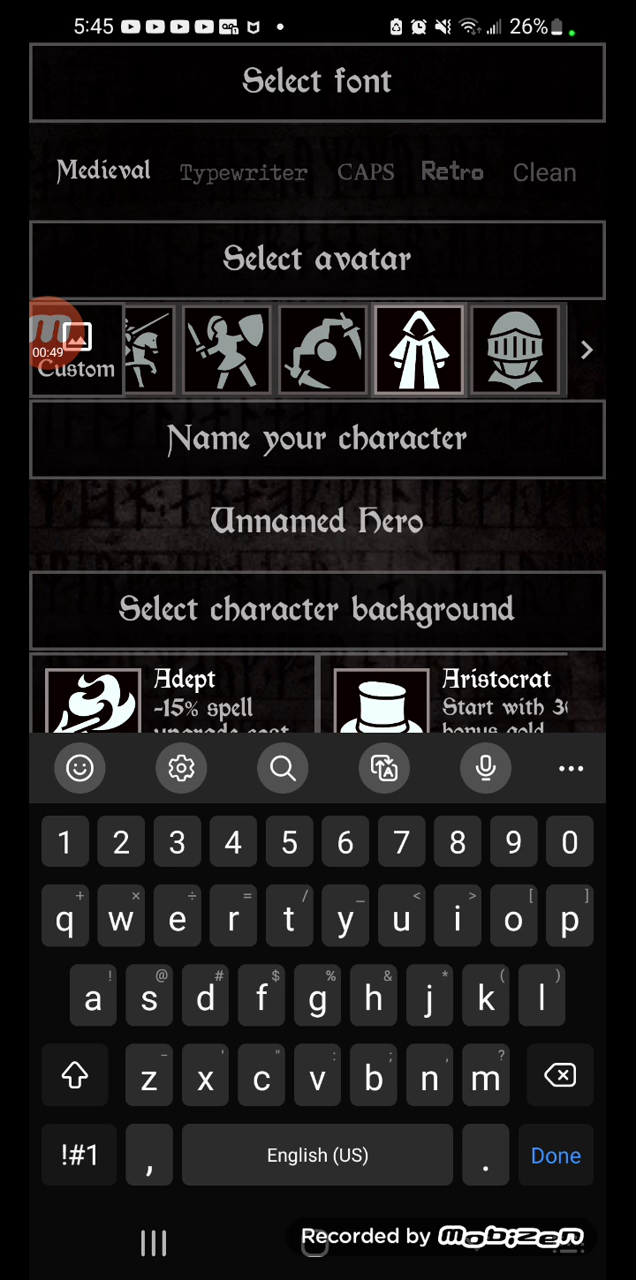 5:45 26%
Select font
Medieval Typewriter CAPS Retro Clean
Select avatar
00:49
Custom
Name your character
Unnamed Hero
Select character background
Adept Aristocrat
-15% spell Start with
upgrade cost bonus gold
1 2 3 4 5 6 7 8 9 0
+ × ÷ = / _ < > [ ]
q w e r t y u i o p
! @ # $ % & * ( )
a s d f g h j k l
- ' " : ; , ?
z x c v b n m
!#1 , English (US) . Done
Recorded by mobizen